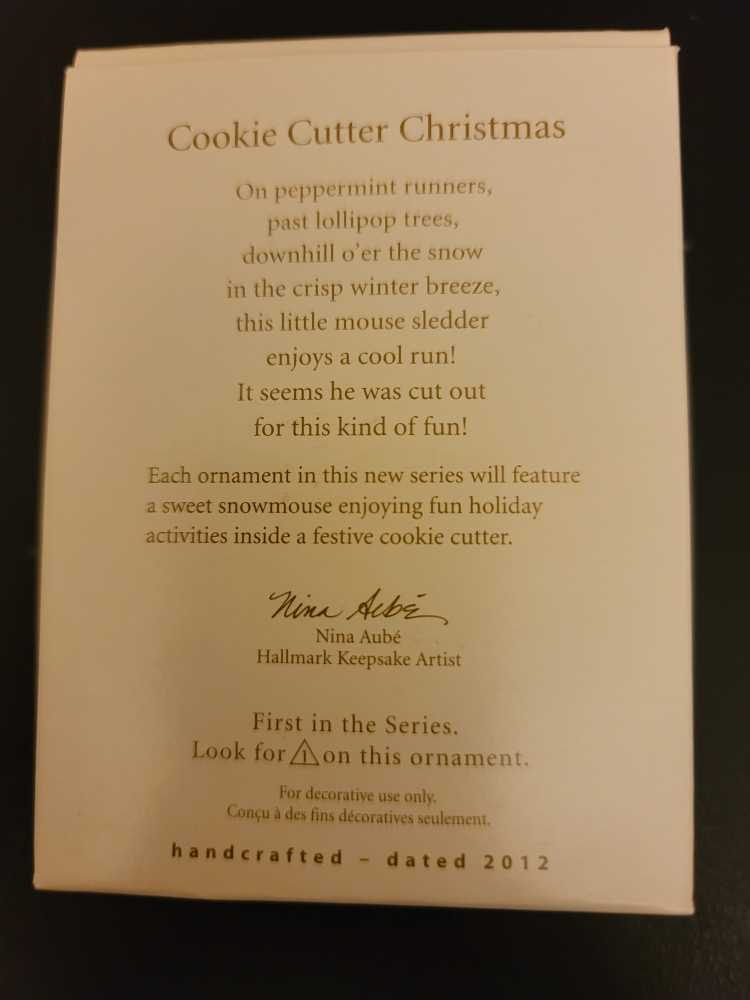 Cookie Cutter Christmas
On peppermint runners,
past lollipop trees,
downhill o'er the snow
in the crisp winter breeze,
this little mouse sledder
enjoys a cool run!
It seems he was cut out
for this kind of fun!
Each ornament in this new series will feature
a sweet snowmouse enjoying fun holiday
activities inside a festive cookie cutter.
Nina Aubé
Nina Aubé
Hallmark Keepsake Artist
First in the Series.
Look for 1 on this ornament.
For decorative use only.
Conçu à des fins décoratives seulement.
handcrafted – dated 2012